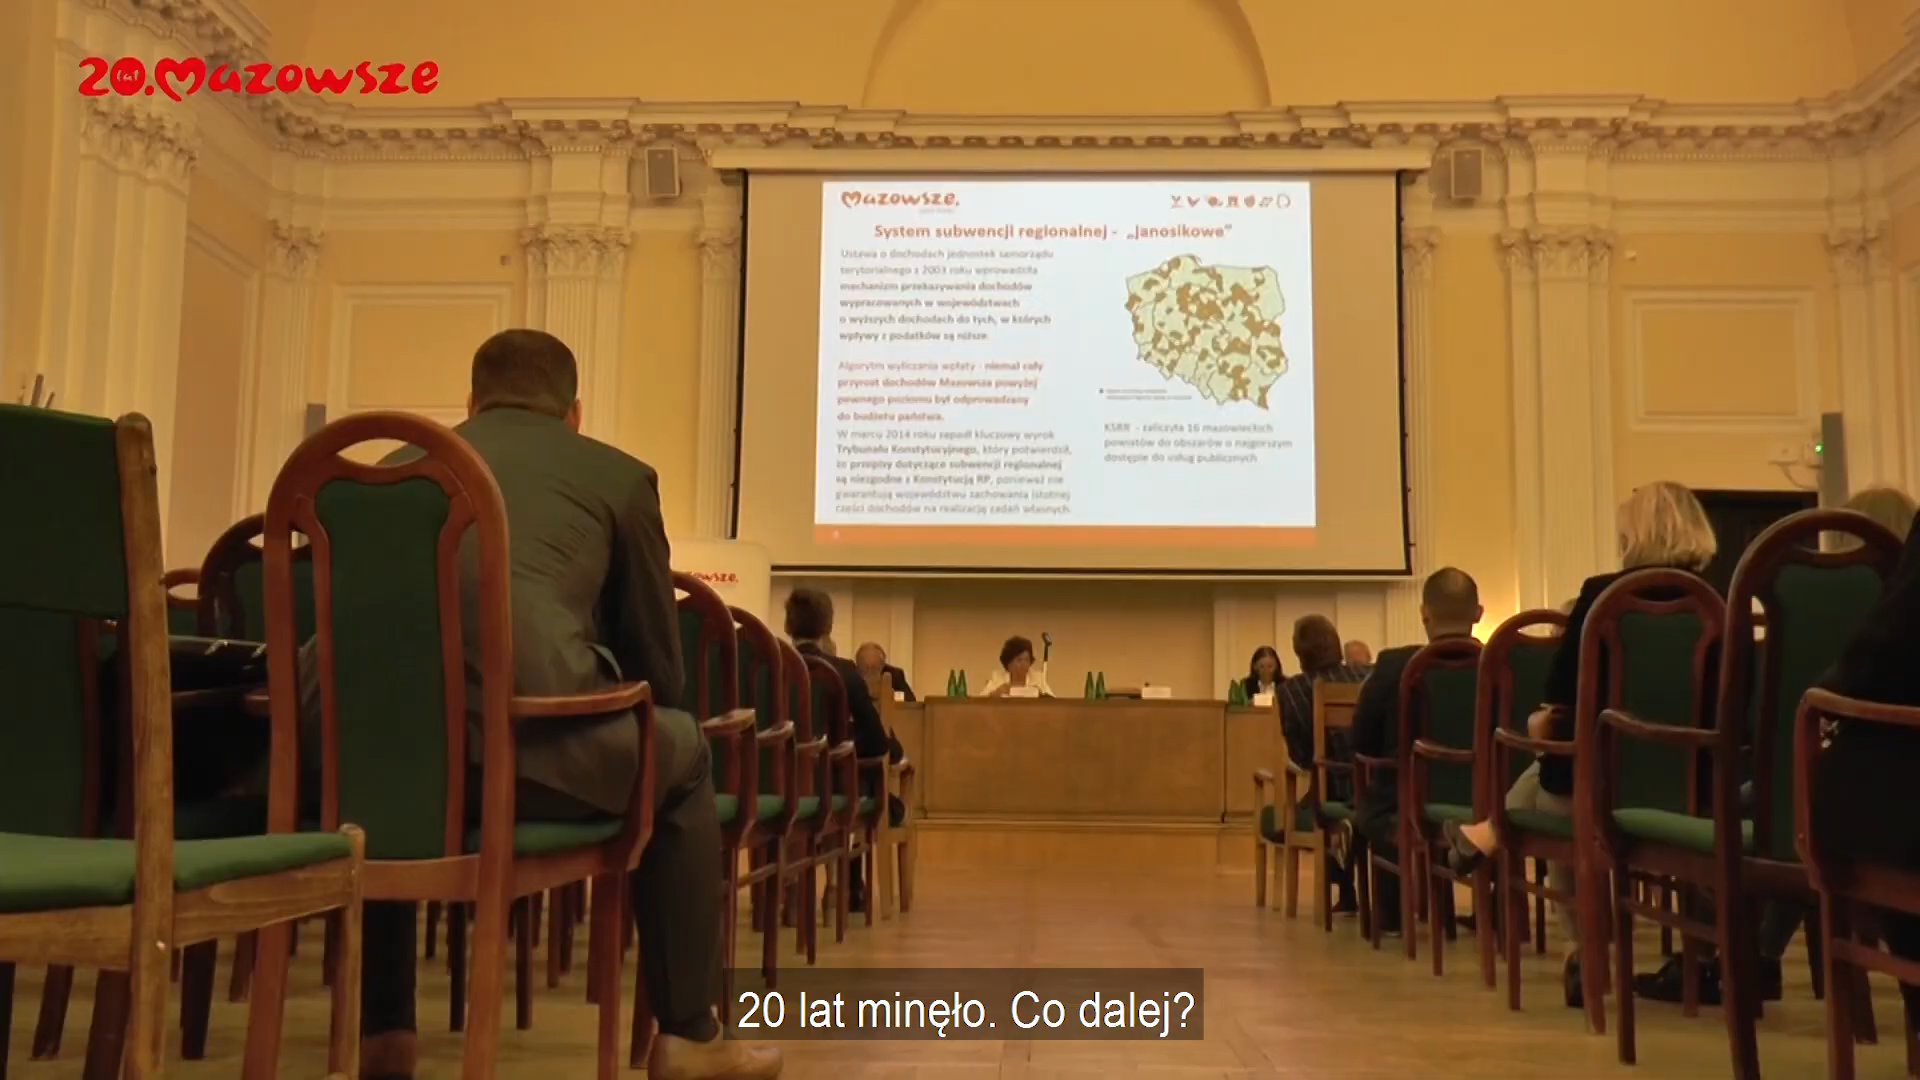 20 lat. Mazowsze
Mazowsze.
System subwencji regionalnej - „Janosikowe"
Ustawa o dochodach jednostek samorządu
terytorialnego z 2003 roku wprowadziła
mechanizm przekazywania dochodów
wypracowanych w województwach
o wyższych dochodach do tych, w których
wpływy z podatków są niższe.
Algorytm wyliczania wpłaty - niemal cały
przyrost dochodów Mazowsza powyżej
pewnego poziomu był odprowadzany
do budżetu państwa.
W marcu 2014 roku zapadł kluczowy wyrok
Trybunału Konstytucyjnego, który potwierdził,
że przepisy dotyczące subwencji regionalnej
są niezgodne z Konstytucją RP, ponieważ nie
gwarantują województwu zachowania istotnej
części dochodów na realizację zadań własnych.
KSRR - zaliczyła 16 mazowieckich
powiatów do obszarów o najgorszym
dostępie do usług publicznych
20 lat minęło. Co dalej?